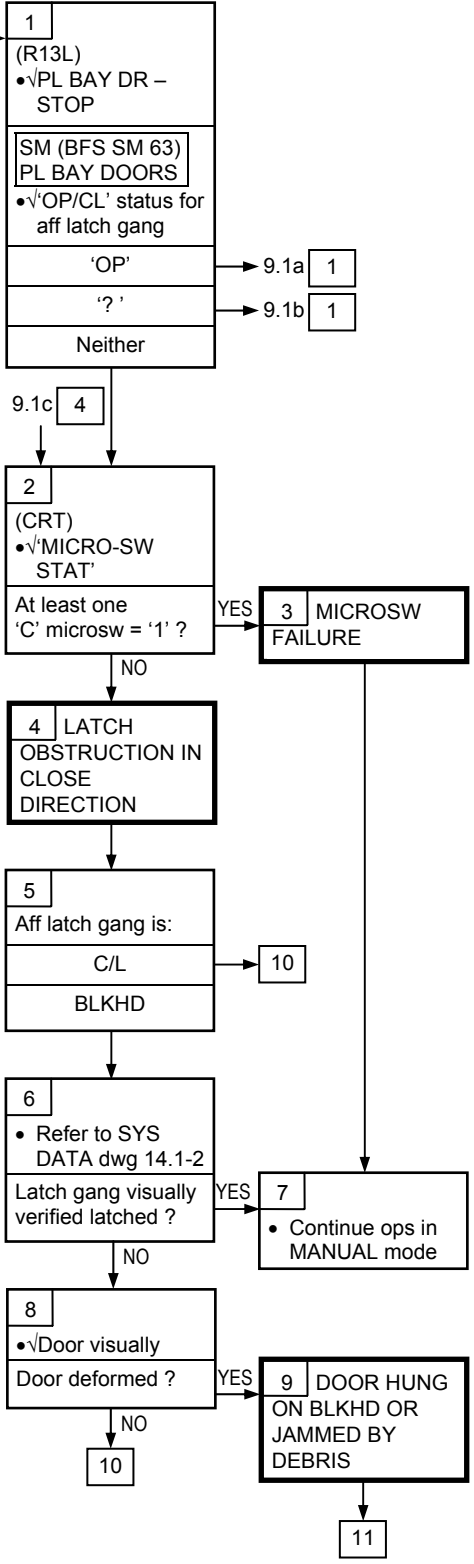 1
(R13L)
•√PL BAY DR –
STOP
SM (BFS SM 63)
PL BAY DOORS
•√‘OP/CL’ status for
aff latch gang
‘OP’
9.1a 1
‘? ’
9.1b 1
Neither
9.1c 4
2
(CRT)
•√‘MICRO-SW
STAT’
At least one
‘C’ microsw = ‘1’ ?
YES
NO
3 MICROSW
FAILURE
4 LATCH
OBSTRUCTION IN
CLOSE
DIRECTION
5
Aff latch gang is:
C/L
10
BLKHD
6
• Refer to SYS
DATA dwg 14.1-2
Latch gang visually
verified latched ?
YES
NO
7
• Continue ops in
MANUAL mode
8
•√Door visually
Door deformed ?
YES
NO
10
9 DOOR HUNG
ON BLKHD OR
JAMMED BY
DEBRIS
11